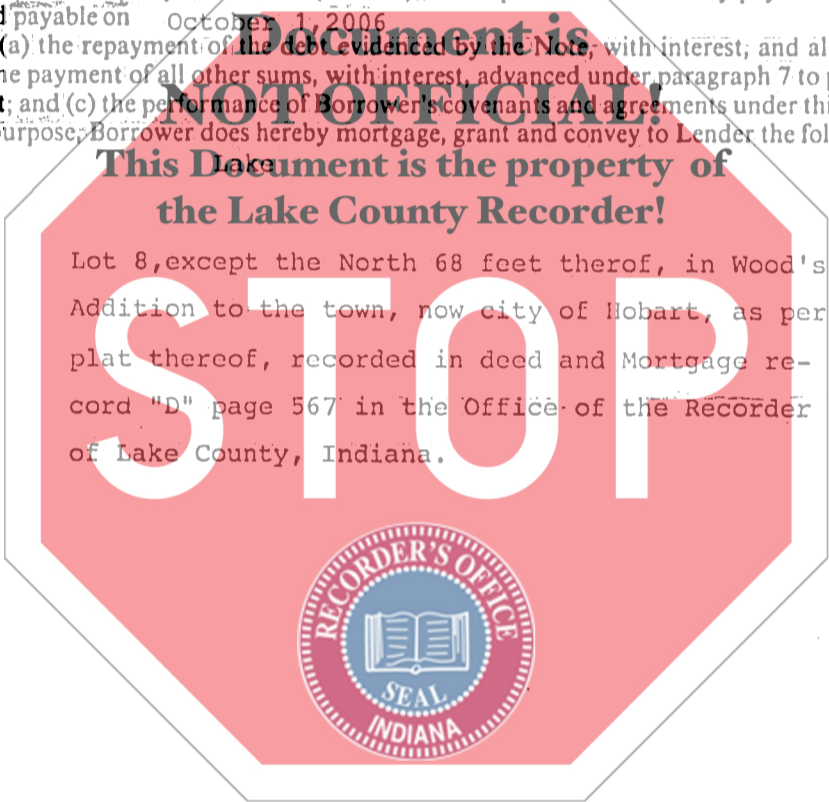 payable on October 1, 2006
Document is
(a) the repayment of the debt evidenced by the Note, with interest, and
payment of all other sums, with interest, advanced under paragraph 7 to
NOT OFFICIAL!
; and (c) the performance of Borrower's covenants and agreements under
Borrower does hereby mortgage, grant and convey to Lender the
This Document is the property of
Lake
the Lake County Recorder!
Lot 8,except the North 68 feet therof, in Wood's
Addition to the town, now city of Hobart, as per
plat thereof, recorded in deed and Mortgage re-
cord "D" page 567 in the Office of the Recorder
of Lake County, Indiana.
STOP
RECORDER'S OFFICE
SEAL
INDIANA